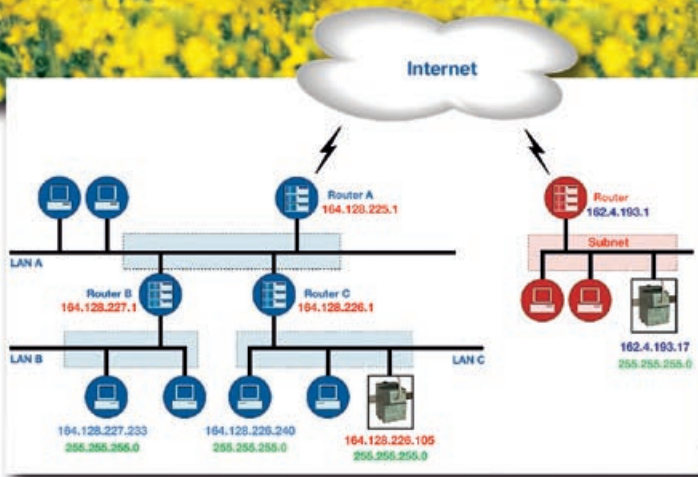 Internet
Router A
164.128.225.1
Router
162.4.193.1
Subnet
LAN A
Router B
164.128.227.1
Router C
164.128.226.1
LAN B
LAN C
162.4.193.17
255.255.255.0
164.128.227.233
255.255.255.0
164.128.226.240
255.255.255.0
164.128.226.105
255.255.255.0